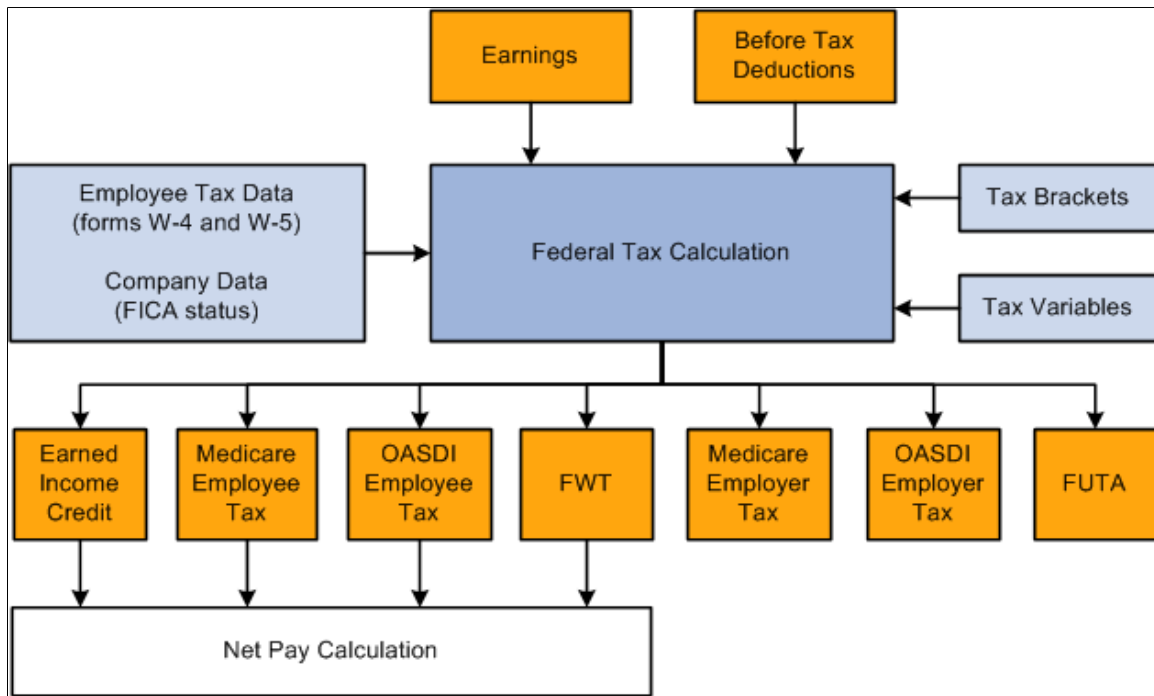 Earnings
Before Tax
Deductions
Employee Tax Data
(forms W-4 and W-5)
Company Data
(FICA status)
Federal Tax Calculation
Tax Brackets
Tax Variables
Earned
Income
Credit
Medicare
Employee
Tax
OASDI
Employee
Tax
FWT
Medicare
Employer
Tax
OASDI
Employer
Tax
FUTA
Net Pay Calculation